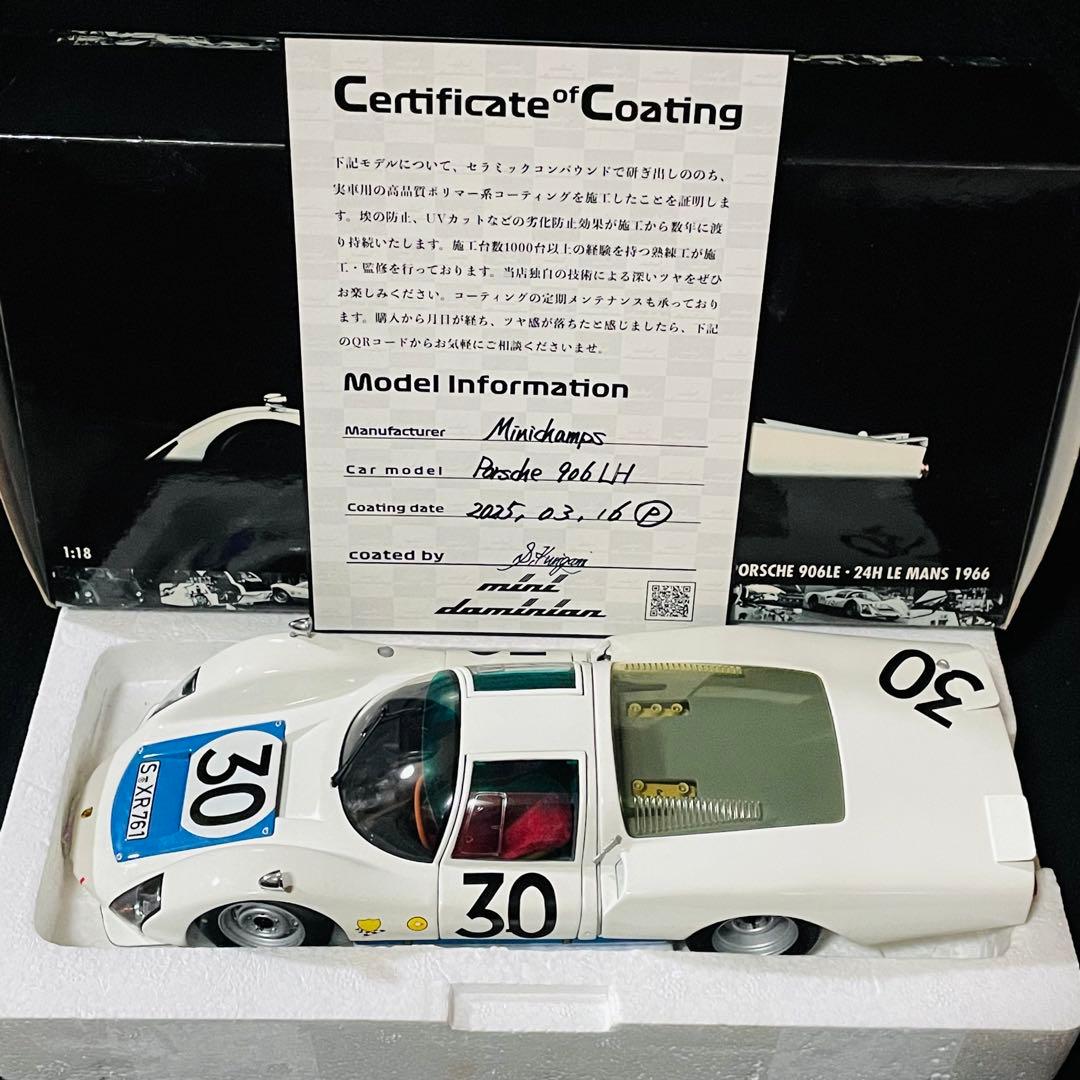 Certificate of Coating
下記モデルについて、セラミックコンパウンドで研ぎ出しののち、
実車用の高品質ポリマー系コーティングを施工したことを証明しま
す。埃の防止、UVカットなどの劣化防止効果が施工から数年に渡
り持続いたします。施工台数1000台以上の経験を持つ熟練工が施
工・監修を行っております。当店独自の技術による深いツヤをぜひ
お楽しみください。コーティングの定期メンテナンスも承っており
ます。購入から月日が経ち、ツヤ感が落ちたと感じましたら、下記
のQRコードからお気軽にご相談くださいませ。
Model Information
Manufacturer Minichamps
Car model Porsche 906 LH
Coating date 2025, 03, 16 P
coated by
mini
daminian
1:18
ORSCHE 906LE · 24H LE MANS 1966
30
30
S XR761
30